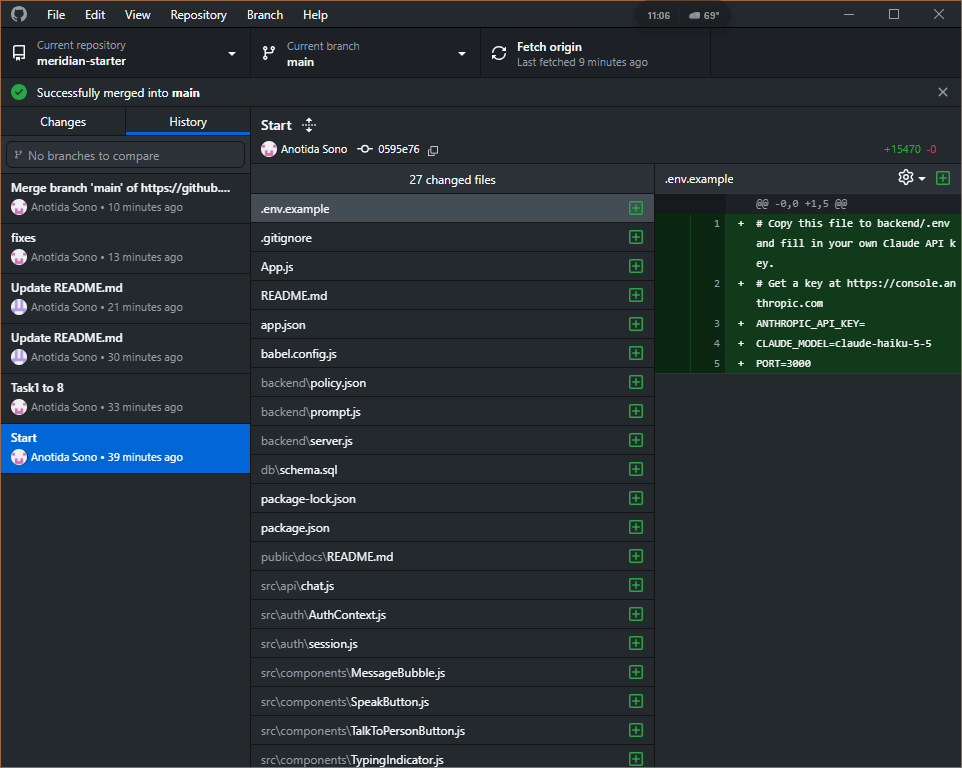 File Edit View Repository Branch Help
11:06 69°
Current repository
meridian-starter
Current branch
main
Fetch origin
Last fetched 9 minutes ago
Successfully merged into main
Changes
History
No branches to compare
Merge branch 'main' of https://github....
Anotida Sono • 10 minutes ago
fixes
Anotida Sono • 13 minutes ago
Update README.md
Anotida Sono • 21 minutes ago
Update README.md
Anotida Sono • 30 minutes ago
Task1 to 8
Anotida Sono • 33 minutes ago
Start
Anotida Sono • 39 minutes ago
Start
Anotida Sono 0595e76
+15470 -0
27 changed files
.env.example
.gitignore
App.js
README.md
app.json
babel.config.js
backend\policy.json
backend\prompt.js
backend\server.js
db\schema.sql
package-lock.json
package.json
public\docs\README.md
src\api\chat.js
src\auth\AuthContext.js
src\auth\session.js
src\components\MessageBubble.js
src\components\SpeakButton.js
src\components\TalkToPersonButton.js
src\components\TypingIndicator.js
.env.example
@@ -0,0 +1,5 @@
1 + # Copy this file to backend/.env
and fill in your own Claude API k
ey.
2 + # Get a key at https://console.an
thropic.com
3 + ANTHROPIC_API_KEY=
4 + CLAUDE_MODEL=claude-haiku-5-5
5 + PORT=3000